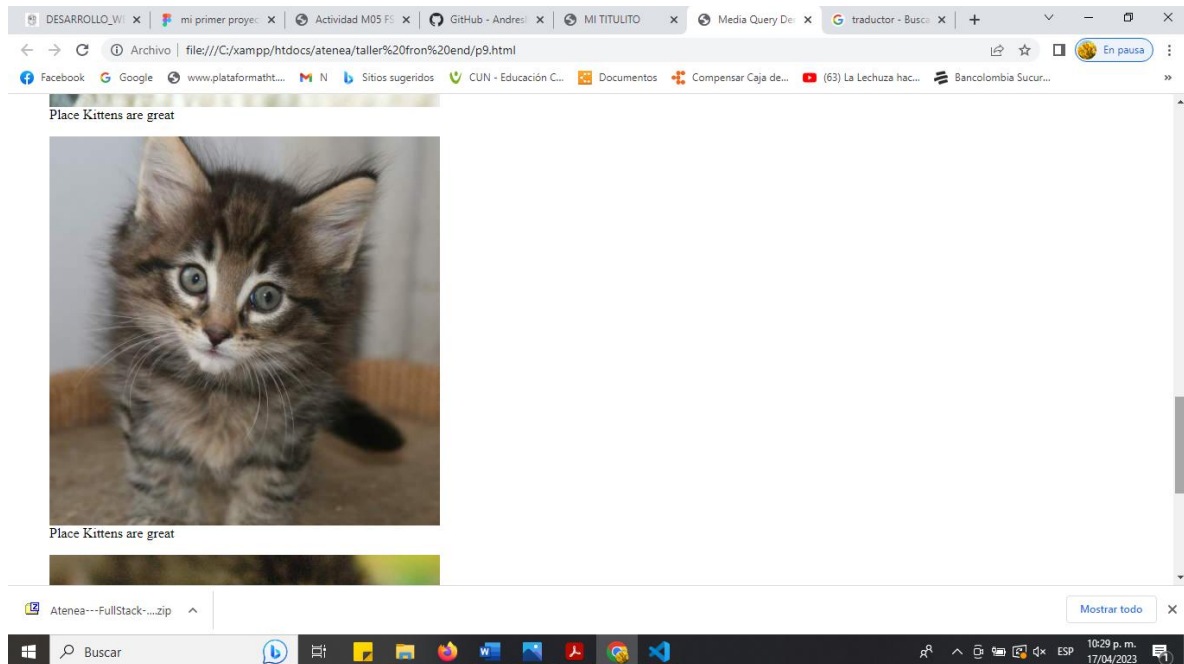 DESARROLLO_WI
mi primer proyec
Actividad M05 FS
GitHub - Andresl
MI TITULITO
Media Query De
traductor - Busca
Archivo
file:///C:/xampp/htdocs/atenea/taller%20fron%20end/p9.html
En pausa
Facebook
Google
www.plataformatht....
N
Sitios sugeridos
CUN - Educación C...
Documentos
Compensar Caja de...
(63) La Lechuza hac...
Bancolombia Sucur...
Place Kittens are great
Place Kittens are great
Atenea---FullStack-....zip
Mostrar todo
Buscar
ESP
10:29 p. m.
17/04/2023